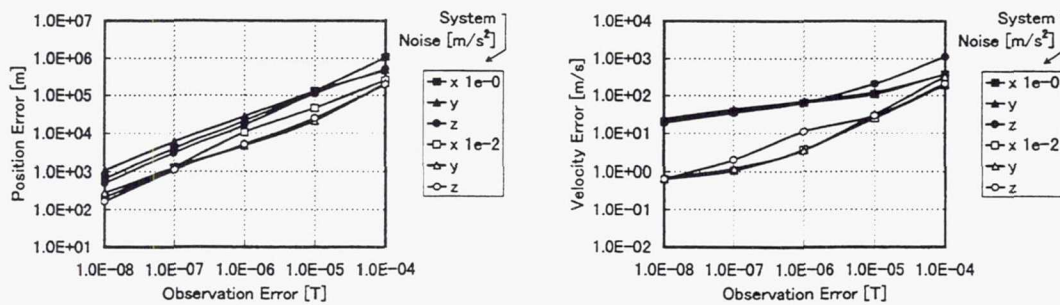 System
Noise [m/s²]
Position Error [m]
1.0E+07
1.0E+06
1.0E+05
1.0E+04
1.0E+03
1.0E+02
1.0E+01
1.0E-08 1.0E-07 1.0E-06 1.0E-05 1.0E-04
Observation Error [T]
x 1e-0
y
z
x 1e-2
y
z
System
Noise [m/s²]
Velocity Error [m/s]
1.0E+04
1.0E+03
1.0E+02
1.0E+01
1.0E+00
1.0E-01
1.0E-02
1.0E-08 1.0E-07 1.0E-06 1.0E-05 1.0E-04
Observation Error [T]
x 1e-0
y
z
x 1e-2
y
z